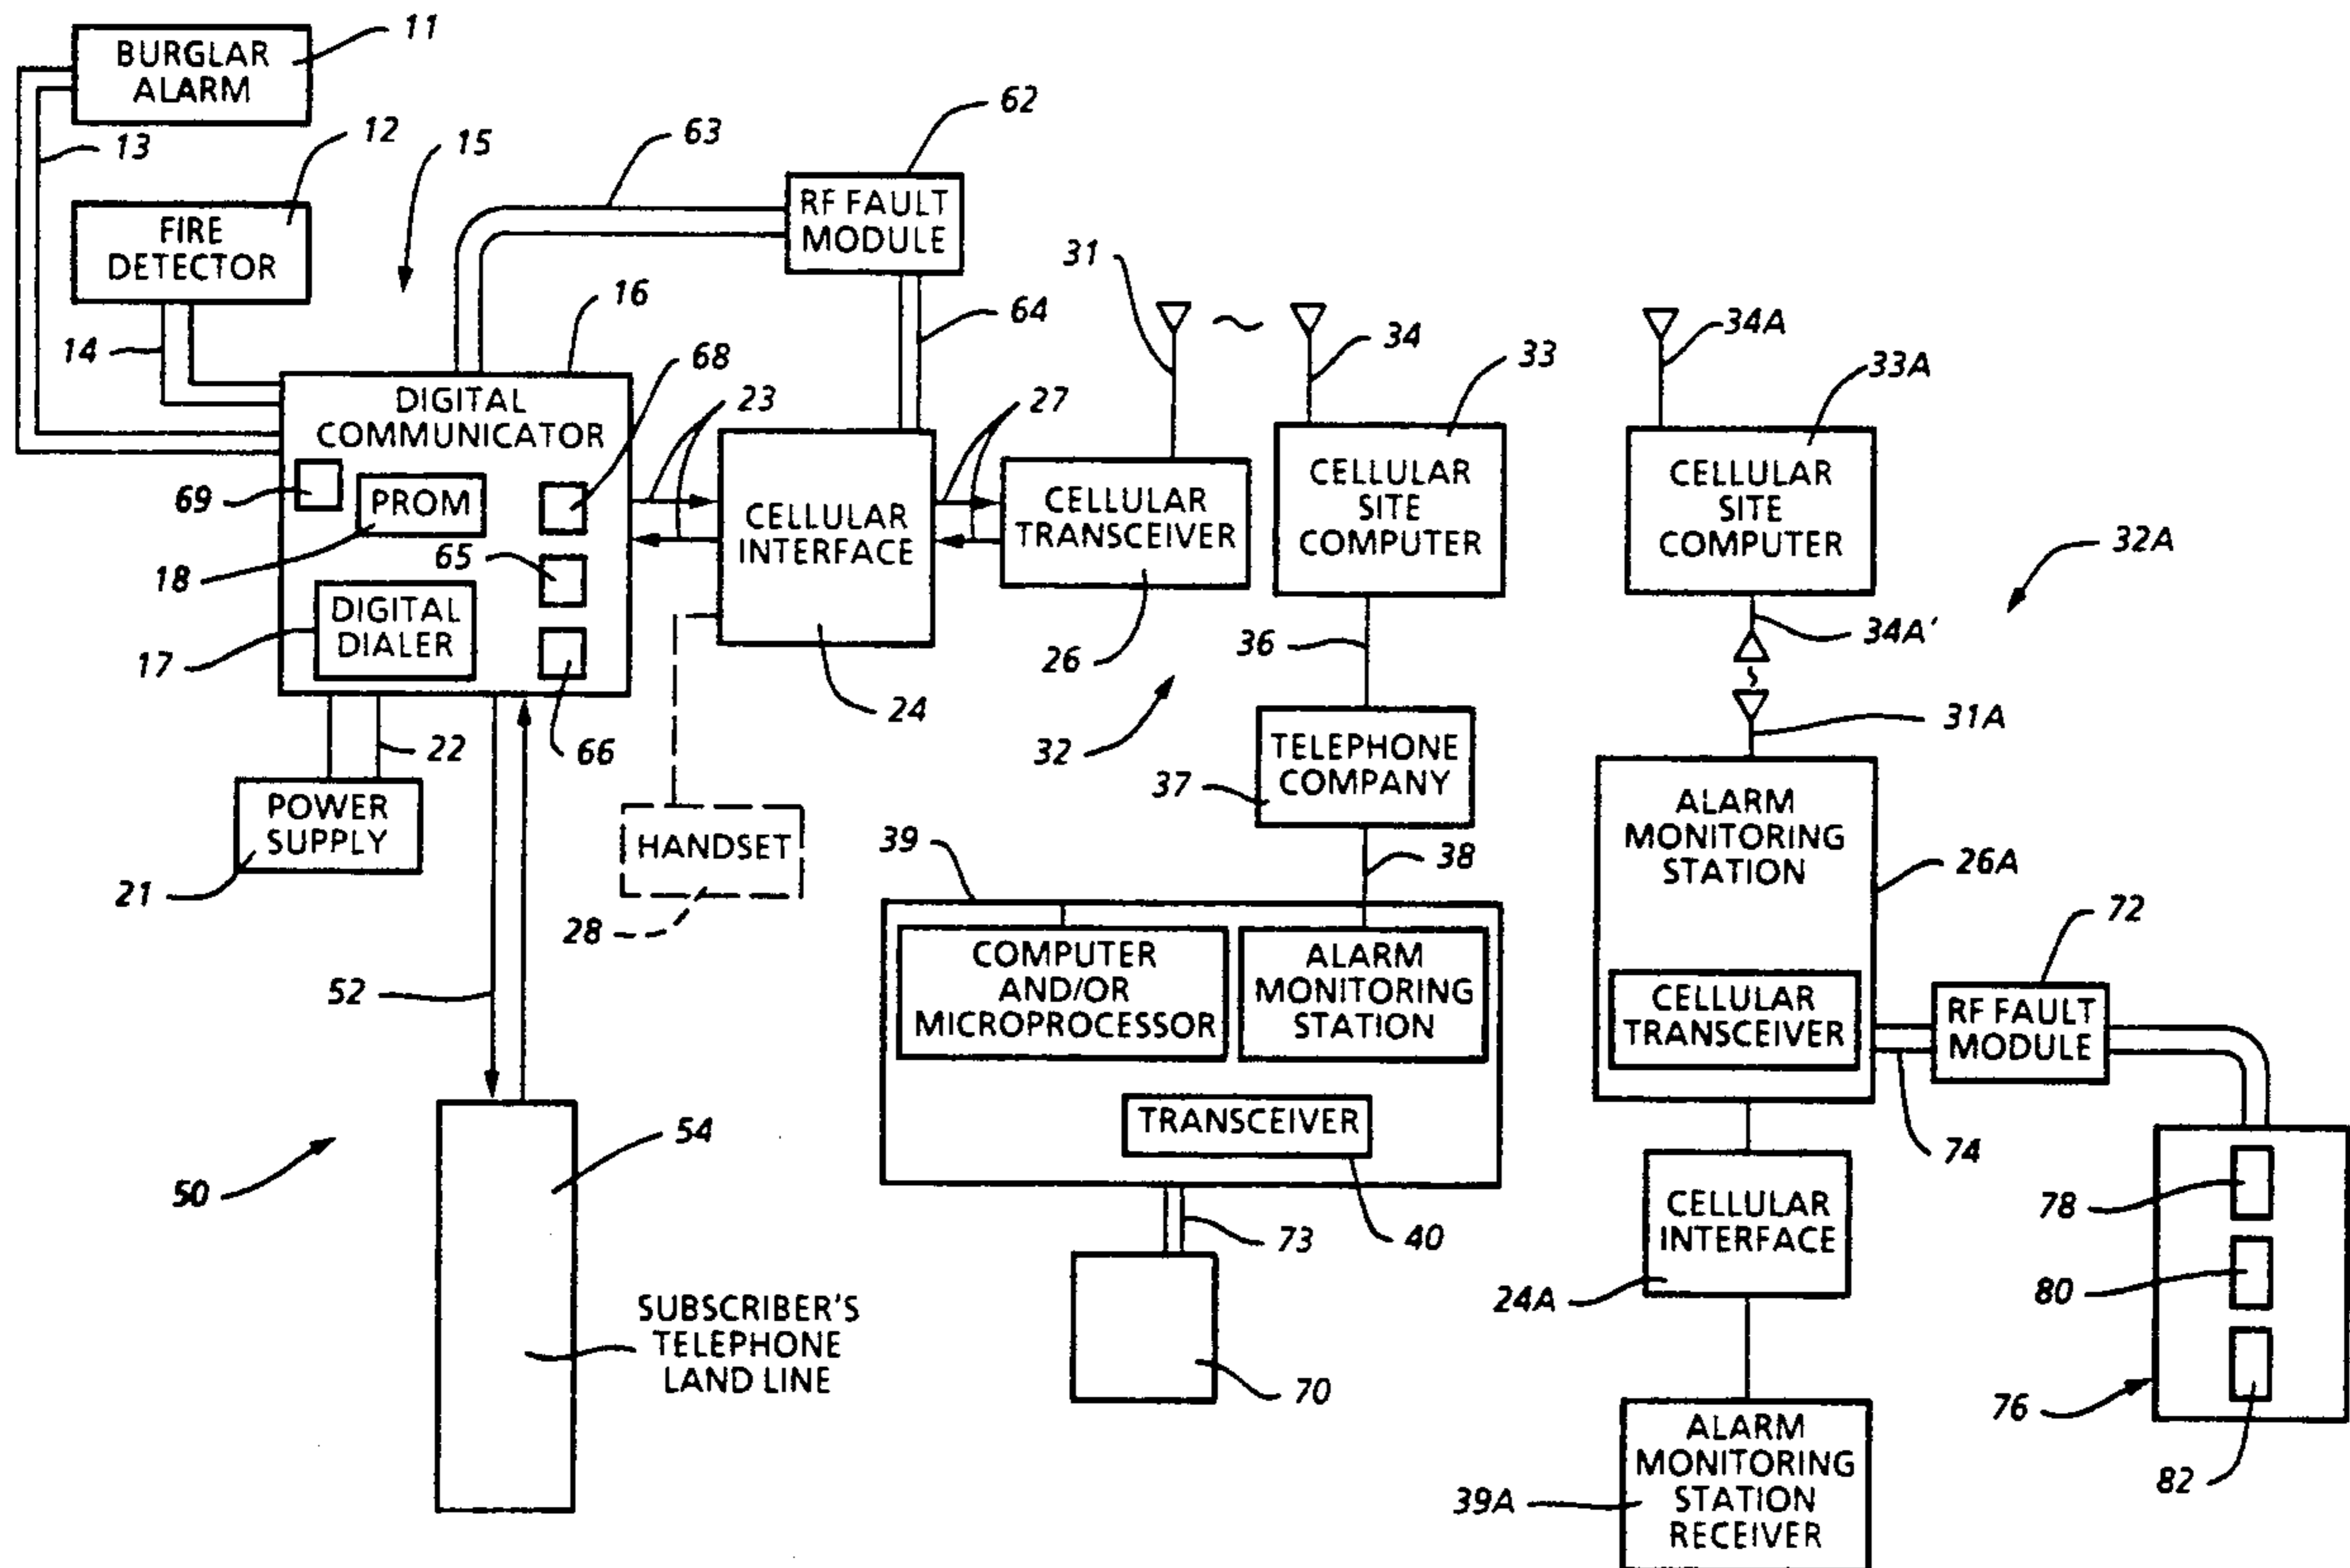 11
BURGLAR
ALARM
13
12
15
63
62
FIRE
DETECTOR
RF FAULT
MODULE
14
16
68
64
31
34
33
34A
33A
32A
DIGITAL
COMMUNICATOR
23
27
69
PROM
18
65
CELLULAR
INTERFACE
CELLULAR
TRANSCEIVER
CELLULAR
SITE
COMPUTER
CELLULAR
SITE
COMPUTER
DIGITAL
DIALER
17
66
22
24
26
36
32
34A'
31A
POWER
SUPPLY
21
HANDSET
28
TELEPHONE
COMPANY
37
38
39
ALARM
MONITORING
STATION
26A
72
52
COMPUTER
AND/OR
MICROPROCESSOR
ALARM
MONITORING
STATION
CELLULAR
TRANSCEIVER
RF FAULT
MODULE
TRANSCEIVER
74
50
54
73
40
CELLULAR
INTERFACE
24A
78
80
76
82
SUBSCRIBER'S
TELEPHONE
LAND LINE
70
ALARM
MONITORING
STATION
RECEIVER
39A